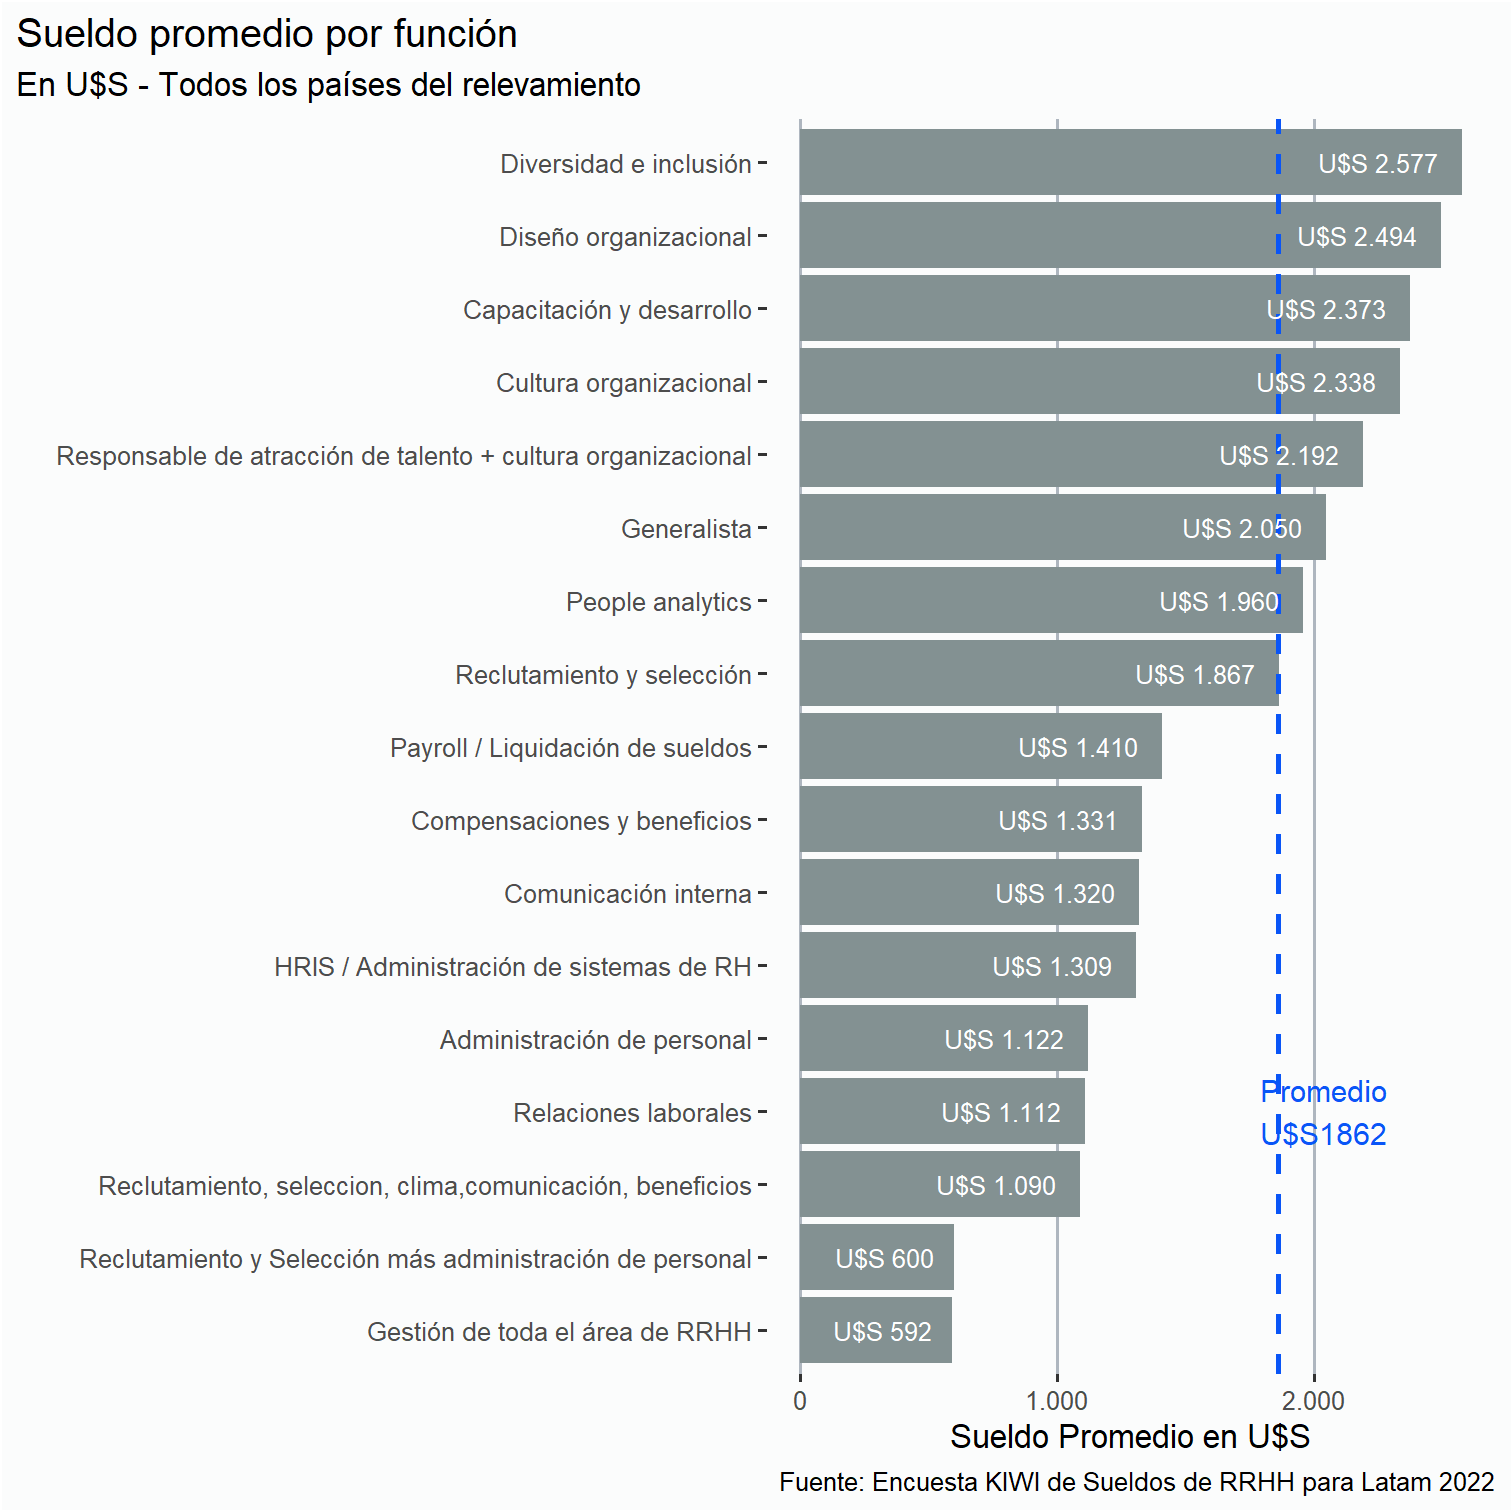 Sueldo promedio por función
En U$S - Todos los países del relevamiento
Diversidad e inclusión U$S 2.577
Diseño organizacional U$S 2.494
Capacitación y desarrollo U$S 2.373
Cultura organizacional U$S 2.338
Responsable de atracción de talento + cultura organizacional U$S 2.192
Generalista U$S 2.050
People analytics U$S 1.960
Reclutamiento y selección U$S 1.867
Payroll / Liquidación de sueldos U$S 1.410
Compensaciones y beneficios U$S 1.331
Comunicación interna U$S 1.320
HRIS / Administración de sistemas de RH U$S 1.309
Administración de personal U$S 1.122
Promedio
Relaciones laborales U$S 1.112
U$S1862
Reclutamiento, seleccion, clima,comunicación, beneficios U$S 1.090
Reclutamiento y Selección más administración de personal U$S 600
Gestión de toda el área de RRHH U$S 592
0 1.000 2.000
Sueldo Promedio en U$S
Fuente: Encuesta KIWI de Sueldos de RRHH para Latam 2022